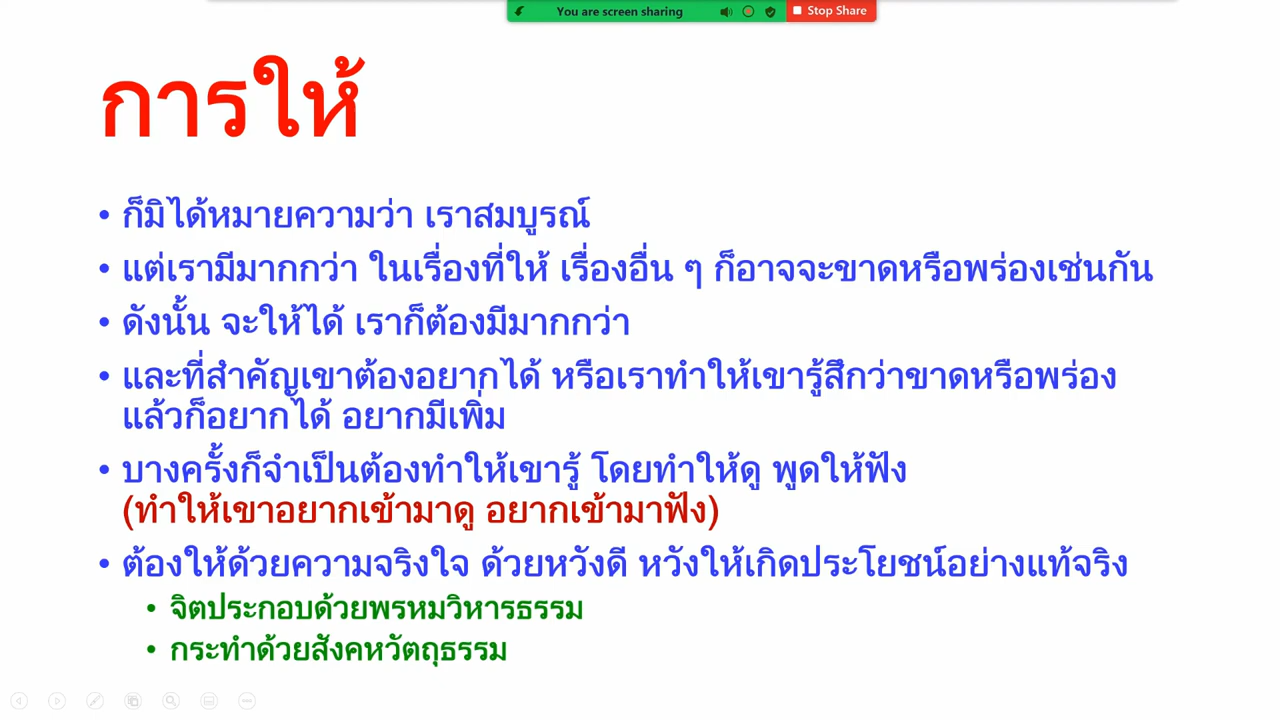 You are screen sharing
Stop Share
การให้
• ก็มิได้หมายความว่า เราสมบูรณ์
• แต่เรามีมากกว่า ในเรื่องที่ให้ เรื่องอื่น ๆ ก็อาจจะขาดหรือพร่องเช่นกัน
• ดังนั้น จะให้ได้ เราก็ต้องมีมากกว่า
• และที่สำคัญเขาต้องอยากได้ หรือเราทำให้เขารู้สึกว่าขาดหรือพร่อง
แล้วก็อยากได้ อยากมีเพิ่ม
• บางครั้งก็จำเป็นต้องทำให้เขารู้ โดยทำให้ดู พูดให้ฟัง
(ทำให้เขาอยากเข้ามาดู อยากเข้ามาฟัง)
• ต้องให้ด้วยความจริงใจ ด้วยหวังดี หวังให้เกิดประโยชน์อย่างแท้จริง
• จิตประกอบด้วยพรหมวิหารธรรม
• กระทำด้วยสังคหวัตถุธรรม